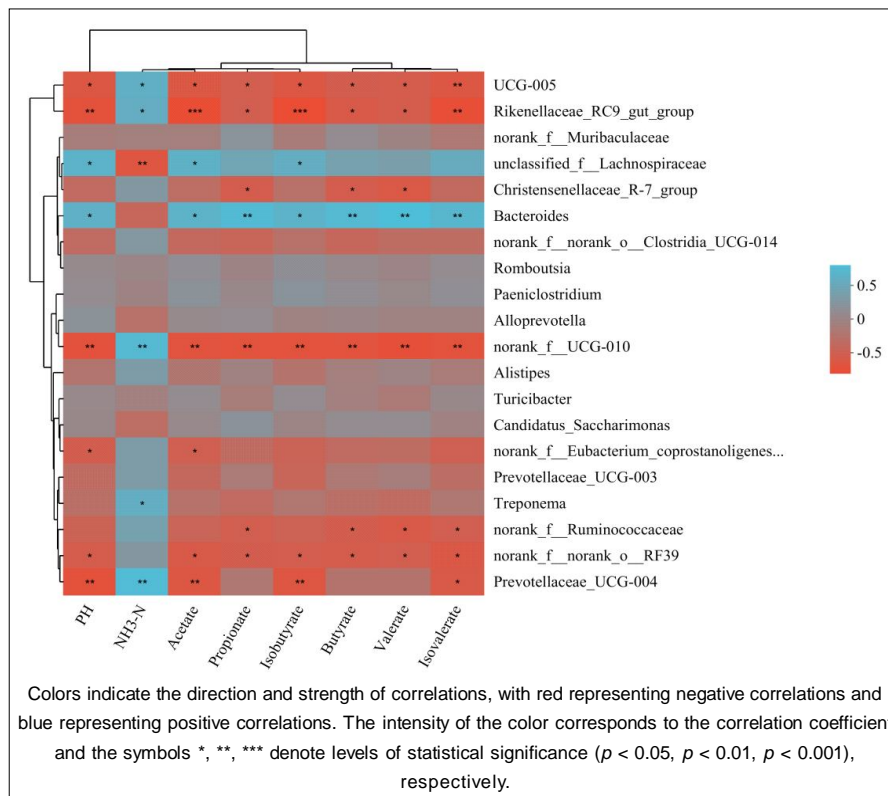 * * * * * * * ** UCG-005
** * *** * *** * * ** Rikenellaceae_RC9_gut_group
norank_f__Muribaculaceae
* ** * * unclassified_f__Lachnospiraceae
* * * Christensenellaceae_R-7_group
* * ** * ** ** ** Bacteroides
norank_f__norank_o__Clostridia_UCG-014
Romboutsia
0.5
Paeniclostridium
0
Alloprevotella
** ** ** ** ** ** ** ** norank_f__UCG-010
-0.5
Alistipes
Turicibacter
Candidatus_Saccharimonas
* * norank_f__Eubacterium_coprostanoligenes...
Prevotellaceae_UCG-003
* Treponema
* * * * norank_f__Ruminococcaceae
* * * * * * * norank_f__norank_o__RF39
** ** ** ** * Prevotellaceae_UCG-004
PH
NH3-N
Acetate
Propionate
Isobutyrate
Butyrate
Valerate
Isovalerate
Colors indicate the direction and strength of correlations, with red representing negative correlations and
blue representing positive correlations. The intensity of the color corresponds to the correlation coefficient
and the symbols *, **, *** denote levels of statistical significance (p < 0.05, p < 0.01, p < 0.001),
respectively.